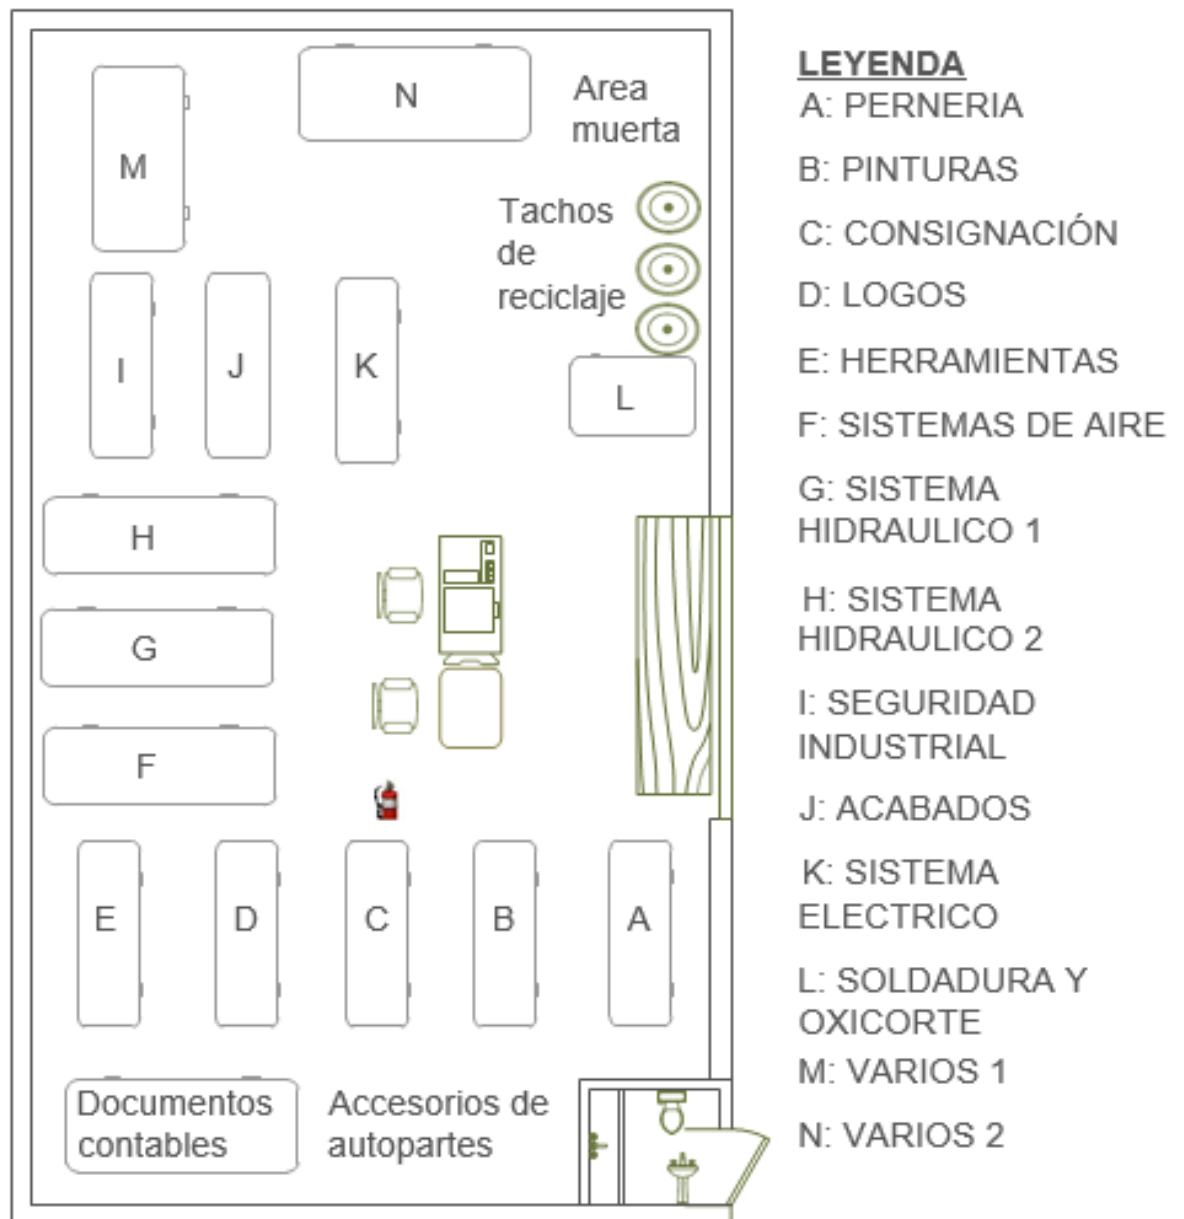 N
Area
muerta
M
Tachos
de
reciclaje
I
J
K
L
H
G
F
E
D
C
B
A
Documentos
contables
Accesorios de
autopartes
LEYENDA
A: PERNERIA
B: PINTURAS
C: CONSIGNACIÓN
D: LOGOS
E: HERRAMIENTAS
F: SISTEMAS DE AIRE
G: SISTEMA
HIDRAULICO 1
H: SISTEMA
HIDRAULICO 2
I: SEGURIDAD
INDUSTRIAL
J: ACABADOS
K: SISTEMA
ELECTRICO
L: SOLDADURA Y
OXICORTE
M: VARIOS 1
N: VARIOS 2